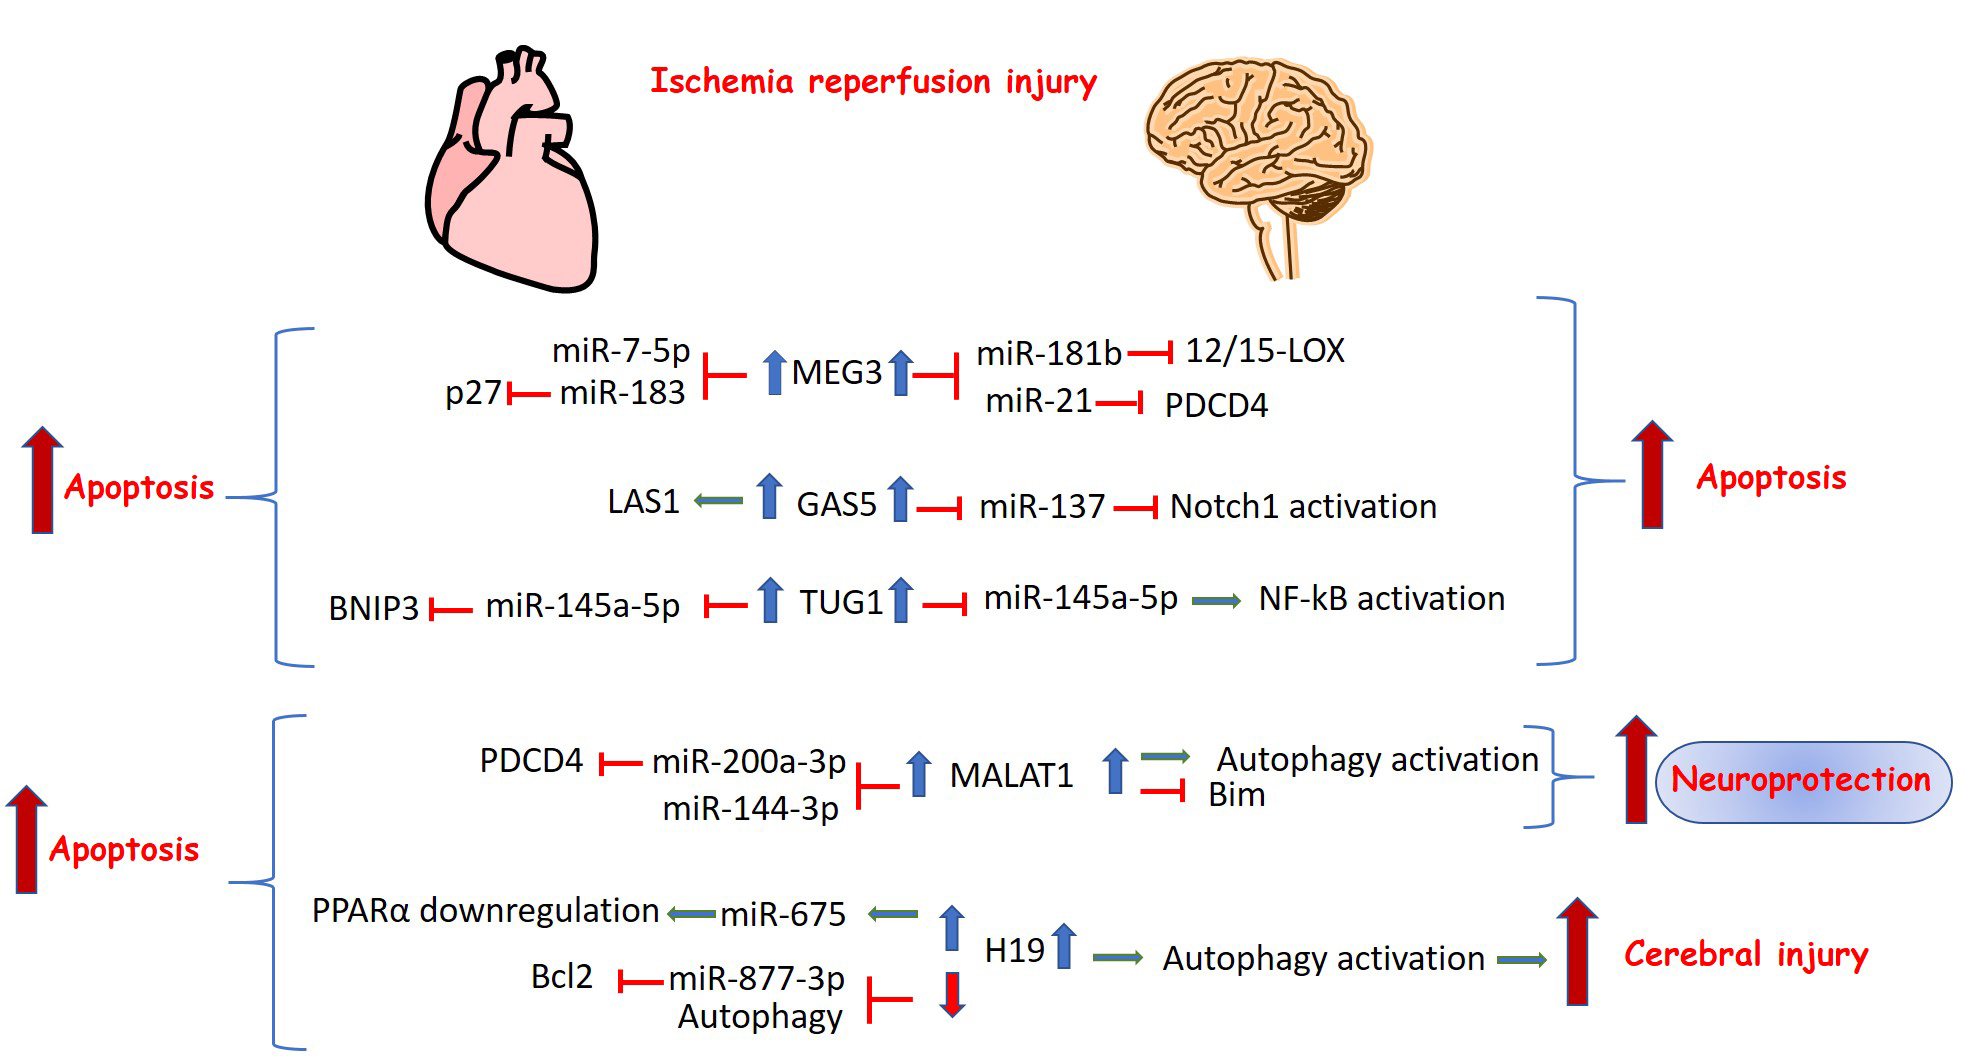 Ischemia reperfusion injury
miR-7-5p
p27
miR-183
MEG3
miR-181b
12/15-LOX
miR-21
PDCD4
Apoptosis
LAS1
GAS5
miR-137
Notch1 activation
Apoptosis
BNIP3
miR-145a-5p
TUG1
miR-145a-5p
NF-kB activation
PDCD4
miR-200a-3p
miR-144-3p
MALAT1
Autophagy activation
Bim
Neuroprotection
Apoptosis
PPARα downregulation
miR-675
Bcl2
miR-877-3p
Autophagy
H19
Autophagy activation
Cerebral injury